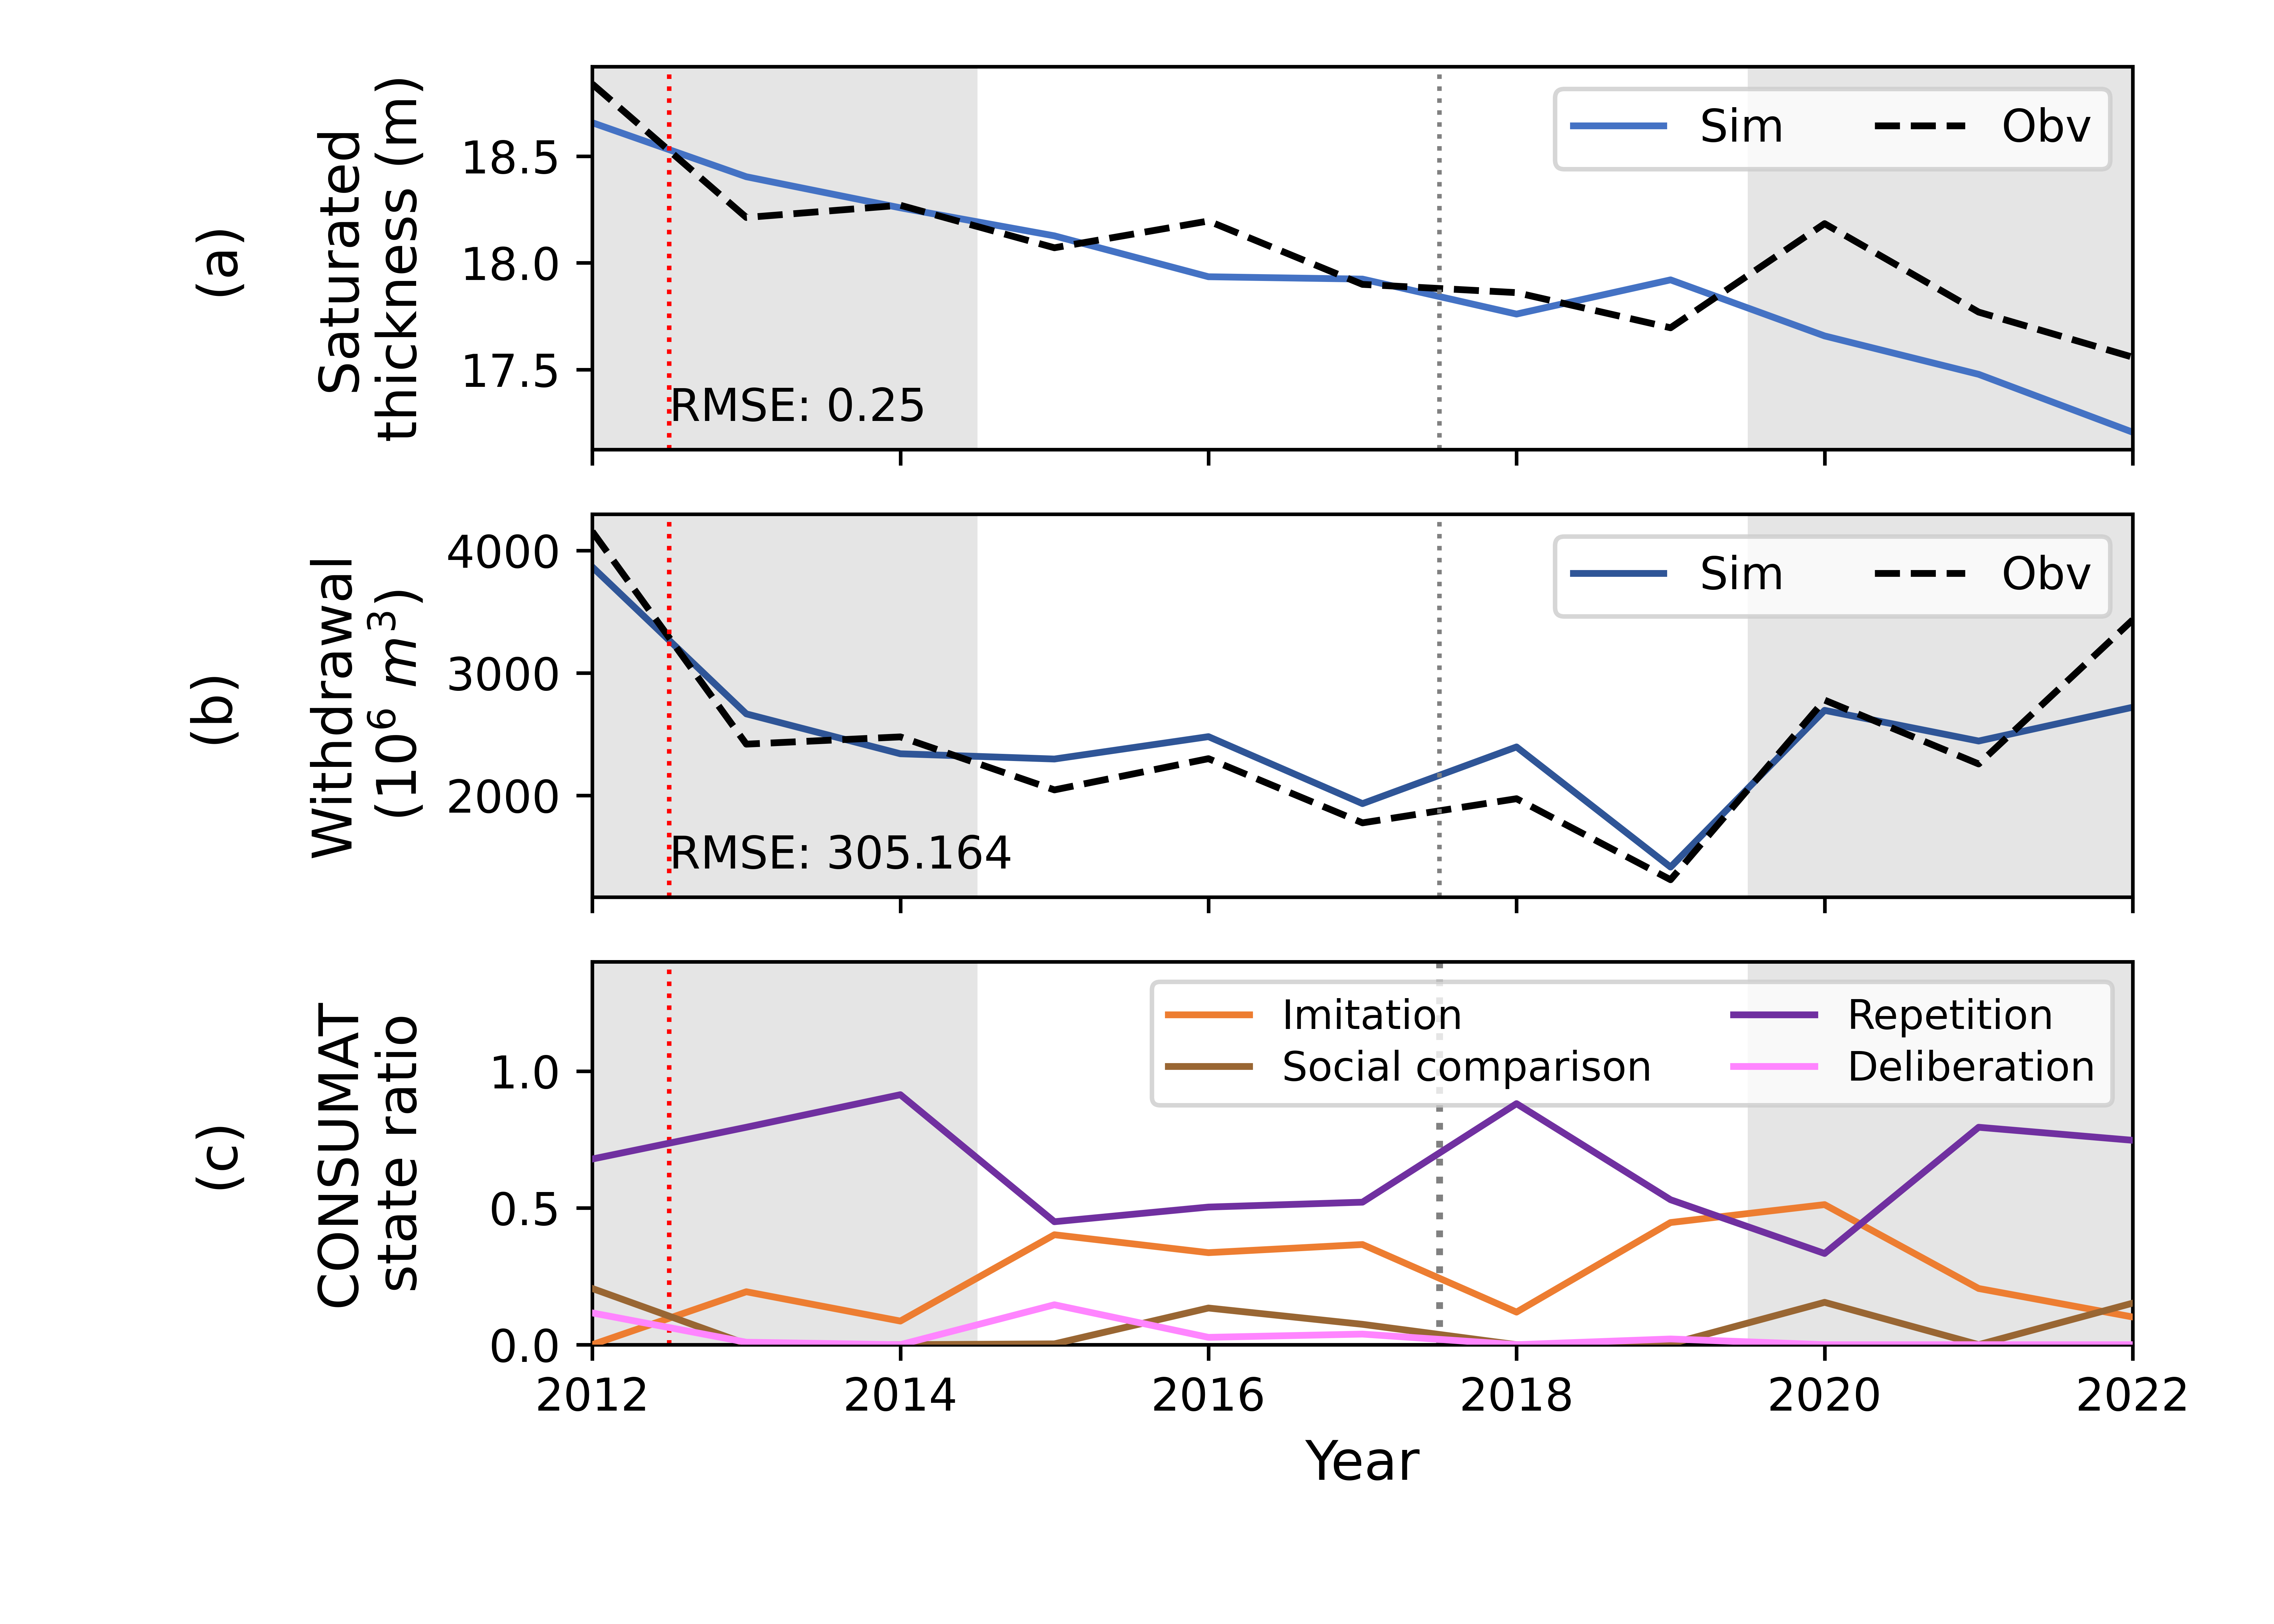 (a)
Saturated
thickness (m)
18.5
18.0
17.5
Sim
Obv
RMSE: 0.25
(b)
Withdrawal
(10⁶ m³)
4000
3000
2000
Sim
Obv
RMSE: 305.164
(c)
CONSUMAT
state ratio
1.0
0.5
0.0
Imitation
Repetition
Social comparison
Deliberation
2012
2014
2016
2018
2020
2022
Year